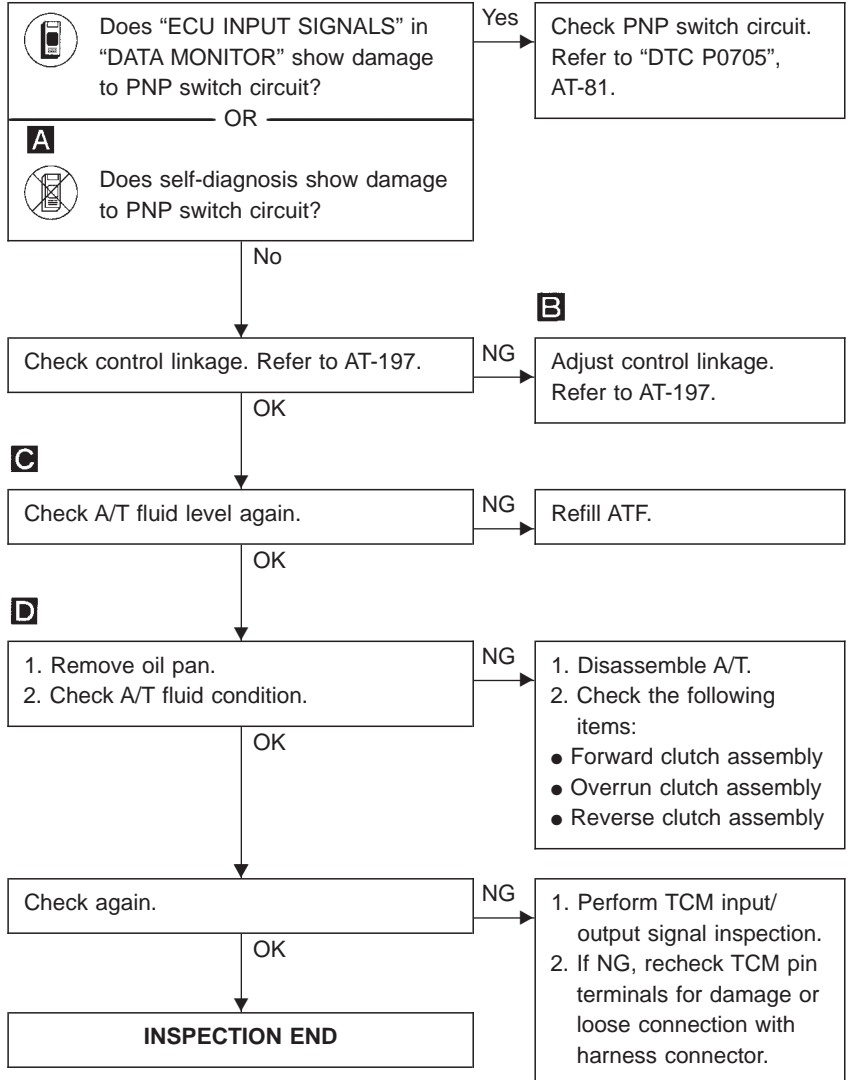 Does “ECU INPUT SIGNALS” in
“DATA MONITOR” show damage
to PNP switch circuit?
Yes
Check PNP switch circuit.
Refer to “DTC P0705”,
AT-81.
OR
A
Does self-diagnosis show damage
to PNP switch circuit?
No
B
Check control linkage. Refer to AT-197.
NG
Adjust control linkage.
Refer to AT-197.
OK
C
Check A/T fluid level again.
NG
Refill ATF.
OK
D
1. Remove oil pan.
2. Check A/T fluid condition.
NG
1. Disassemble A/T.
2. Check the following
items:
● Forward clutch assembly
● Overrun clutch assembly
● Reverse clutch assembly
OK
Check again.
NG
1. Perform TCM input/
output signal inspection.
2. If NG, recheck TCM pin
terminals for damage or
loose connection with
harness connector.
OK
INSPECTION END